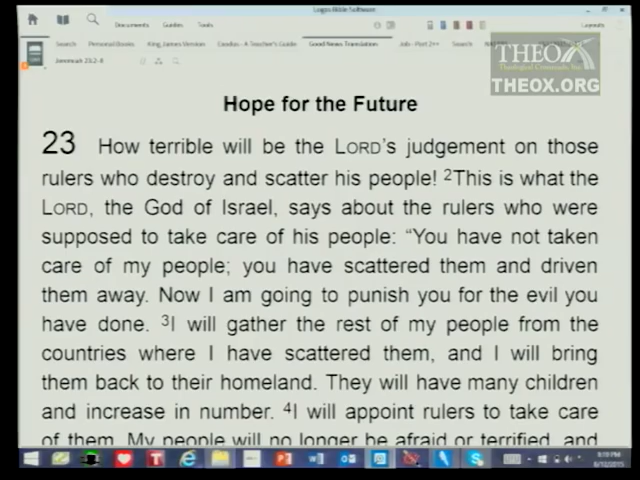 Logos Bible Software
Documents Guides Tools
Layouts
Search Personal Books King James Version Exodus - A Teacher's Guide Good News Translation Job - Part 2++ Search
Jeremiah 23:2-4
THEOX
THEOX.ORG
Hope for the Future
23 How terrible will be the LORD's judgement on those
rulers who destroy and scatter his people! 2This is what the
LORD, the God of Israel, says about the rulers who were
supposed to take care of his people: “You have not taken
care of my people; you have scattered them and driven
them away. Now I am going to punish you for the evil you
have done. 3I will gather the rest of my people from the
countries where I have scattered them, and I will bring
them back to their homeland. They will have many children
and increase in number. 4I will appoint rulers to take care
of them. My people will no longer be afraid or terrified, and